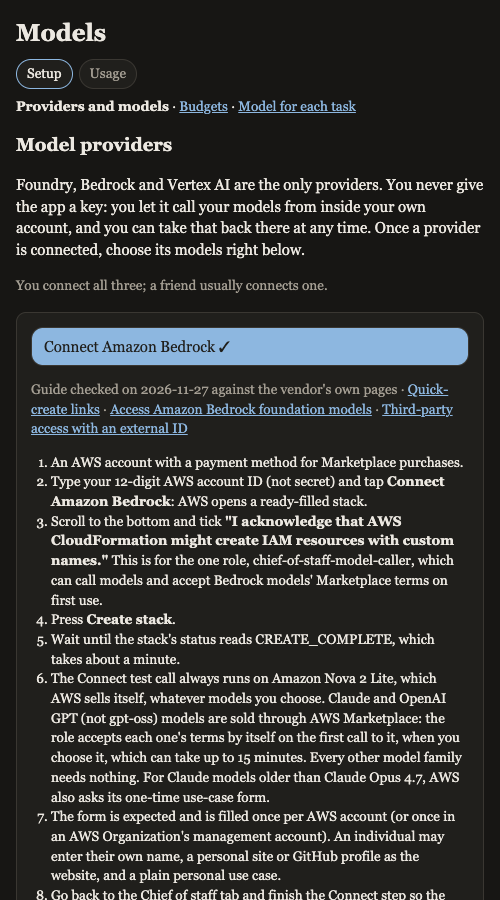 Models
Setup
Usage
Providers and models · Budgets · Model for each task
Model providers
Foundry, Bedrock and Vertex AI are the only providers. You never give
the app a key: you let it call your models from inside your own
account, and you can take that back there at any time. Once a provider
is connected, choose its models right below.
You connect all three; a friend usually connects one.
Connect Amazon Bedrock ✓
Guide checked on 2026-11-27 against the vendor's own pages · Quick-
create links · Access Amazon Bedrock foundation models · Third-party
access with an external ID
1. An AWS account with a payment method for Marketplace purchases.
2. Type your 12-digit AWS account ID (not secret) and tap Connect
Amazon Bedrock: AWS opens a ready-filled stack.
3. Scroll to the bottom and tick "I acknowledge that AWS
CloudFormation might create IAM resources with custom
names." This is for the one role, chief-of-staff-model-caller, which
can call models and accept Bedrock models' Marketplace terms on
first use.
4. Press Create stack.
5. Wait until the stack's status reads CREATE_COMPLETE, which
takes about a minute.
6. The Connect test call always runs on Amazon Nova 2 Lite, which
AWS sells itself, whatever models you choose. Claude and OpenAI
GPT (not gpt-oss) models are sold through AWS Marketplace: the
role accepts each one's terms by itself on the first call to it, when you
choose it, which can take up to 15 minutes. Every other model family
needs nothing. For Claude models older than Claude Opus 4.7, AWS
also asks its one-time use-case form.
7. The form is expected and is filled once per AWS account (or once in
an AWS Organization's management account). An individual may
enter their own name, a personal site or GitHub profile as the
website, and a plain personal use case.
8. Go back to the Chief of staff tab and finish the Connect step so the